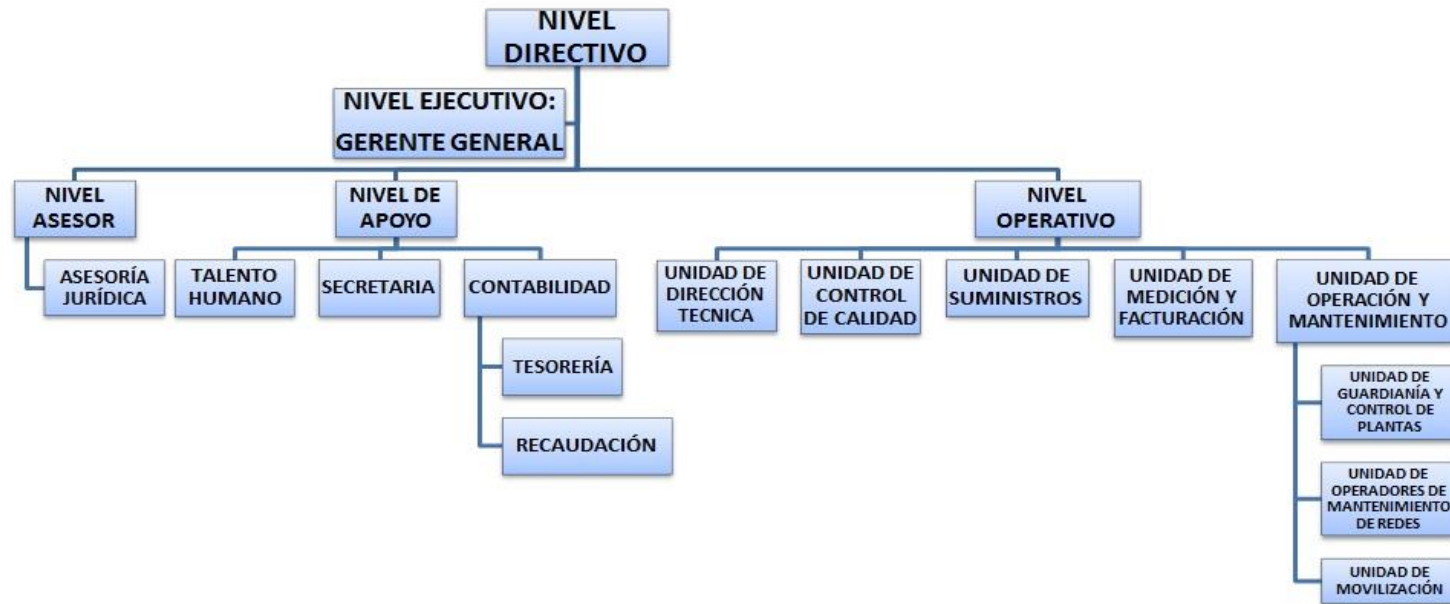 NIVEL
DIRECTIVO
NIVEL EJECUTIVO:
GERENTE GENERAL
NIVEL
ASESOR
NIVEL DE
APOYO
NIVEL
OPERATIVO
ASESORÍA
JURÍDICA
TALENTO
HUMANO
SECRETARIA
CONTABILIDAD
TESORERÍA
RECAUDACIÓN
UNIDAD DE
DIRECCIÓN
TECNICA
UNIDAD DE
CONTROL
DE CALIDAD
UNIDAD DE
SUMINISTROS
UNIDAD DE
MEDICIÓN Y
FACTURACIÓN
UNIDAD DE
OPERACIÓN Y
MANTENIMIENTO
UNIDAD DE
GUARDIANÍA Y
CONTROL DE
PLANTAS
UNIDAD DE
OPERADORES DE
MANTENIMIENTO
DE REDES
UNIDAD DE
MOVILIZACIÓN